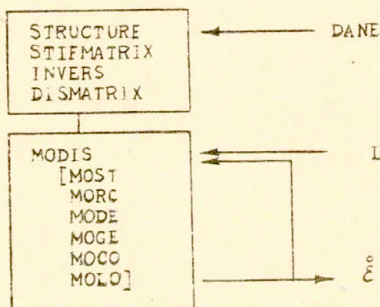 STRUCTURE
STIFMATRIX
INVERS
DISMATRIX
DANE
MODIS
[MOST
MORC
MODE
MOGE
MOCO
MOLO]
L
ε̊